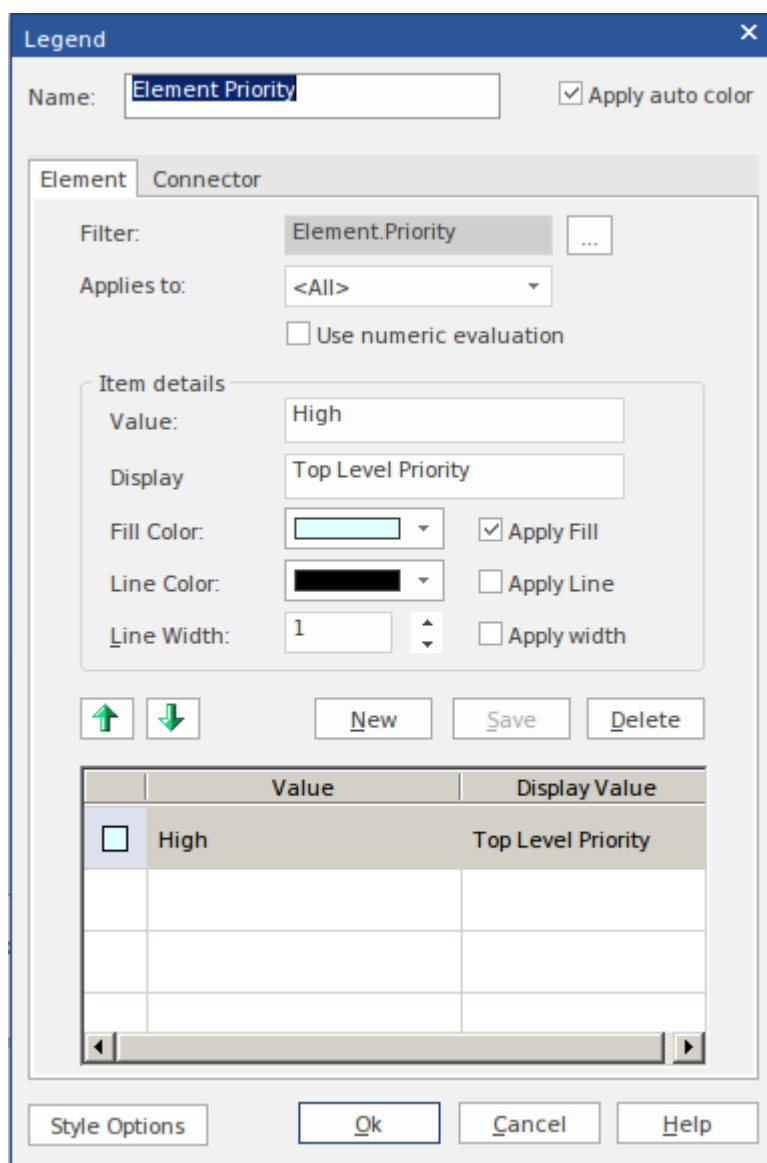 Legend
Name: Element Priority Apply auto color
Element Connector
Filter: Element.Priority ...
Applies to: <All>
Use numeric evaluation
Item details
Value: High
Display Top Level Priority
Fill Color: Apply Fill
Line Color: Apply Line
Line Width: 1 Apply width
New Save Delete
Value Display Value
High Top Level Priority
Style Options Ok Cancel Help